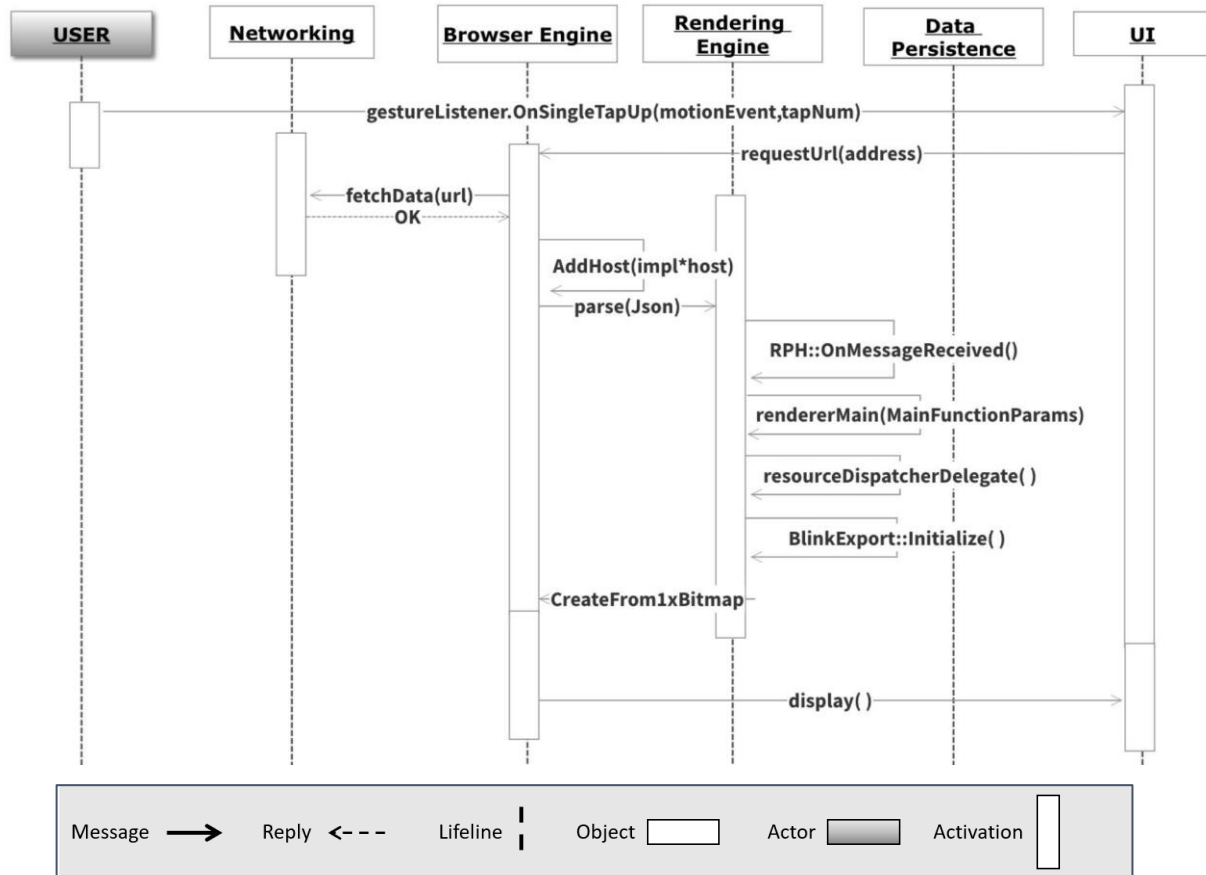 USER
Networking
Browser Engine
Rendering
Engine
Data
Persistence
UI
gestureListener.OnSingleTapUp(motionEvent,tapNum)
requestUrl(address)
fetchData(url)
OK
AddHost(impl*host)
parse(Json)
RPH::OnMessageReceived()
rendererMain(MainFunctionParams)
resourceDispatcherDelegate( )
BlinkExport::Initialize( )
CreateFrom1xBitmap
display( )
Message
Reply
Lifeline
Object
Actor
Activation